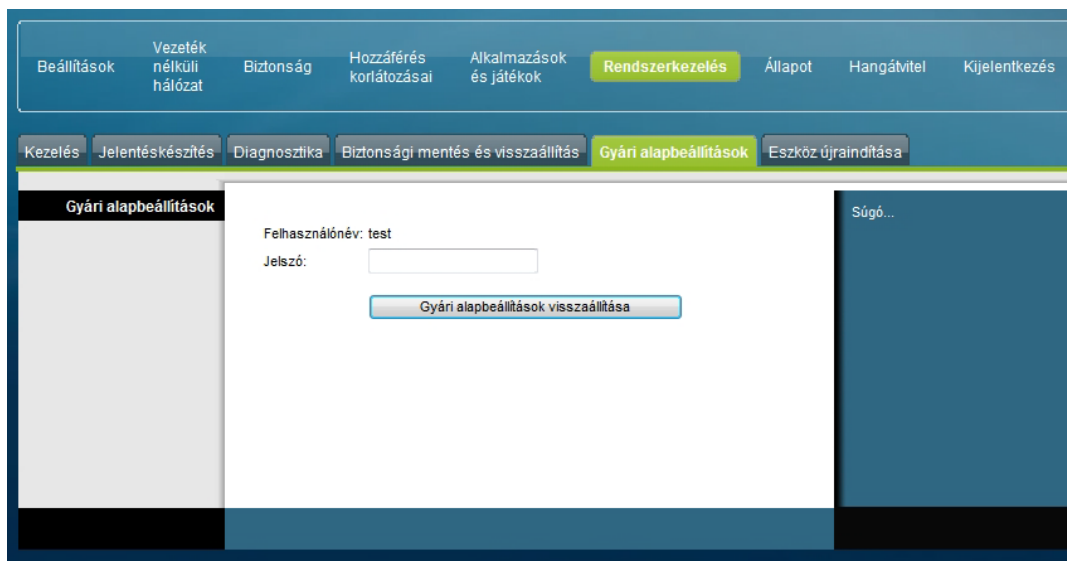 Beállítások
Vezeték
nélküli
hálózat
Biztonság
Hozzáférés
korlátozásai
Alkalmazások
és játékok
Rendszerkezelés
Állapot
Hangátvitel
Kijelentkezés
Kezelés
Jelentéskészítés
Diagnosztika
Biztonsági mentés és visszaállítás
Gyári alapbeállítások
Eszköz újraindítása
Gyári alapbeállítások
Súgó...
Felhasználónév: test
Jelszó:
Gyári alapbeállítások visszaállítása